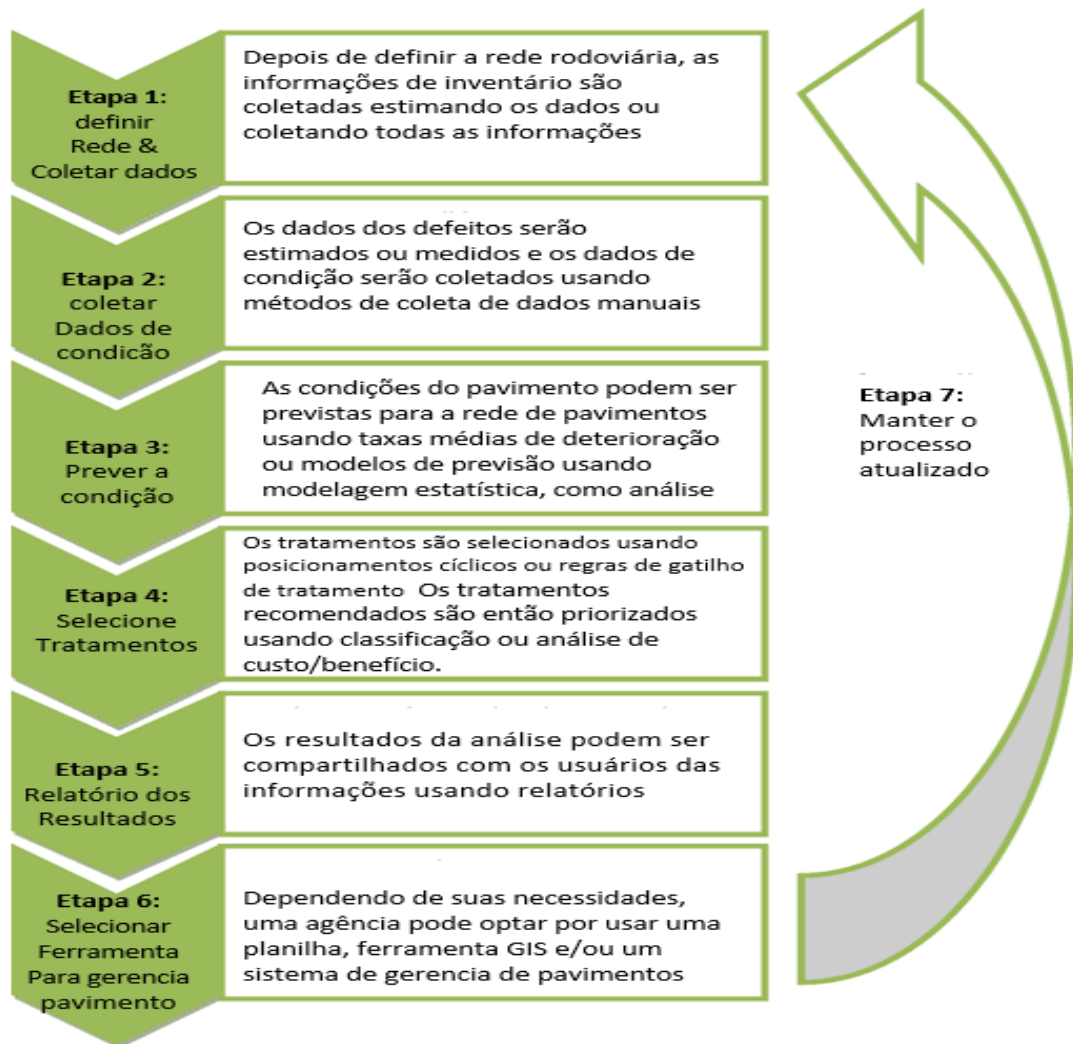 Etapa 1:
definir
Rede &
Coletar dados
Depois de definir a rede rodoviária, as
informações de inventário são
coletadas estimando os dados ou
coletando todas as informações
Etapa 2:
coletar
Dados de
condicão
Os dados dos defeitos serão
estimados ou medidos e os dados de
condição serão coletados usando
métodos de coleta de dados manuais
Etapa 3:
Prever a
condição
As condições do pavimento podem ser
previstas para a rede de pavimentos
usando taxas médias de deterioração
ou modelos de previsão usando
modelagem estatística, como análise
Etapa 4:
Selecione
Tratamentos
Os tratamentos são selecionados usando
posicionamentos cíclicos ou regras de gatilho
de tratamento Os tratamentos
recomendados são então priorizados
usando classificação ou análise de
custo/benefício.
Etapa 5:
Relatório dos
Resultados
Os resultados da análise podem ser
compartilhados com os usuários das
informações usando relatórios
Etapa 6:
Selecionar
Ferramenta
Para gerencia
pavimento
Dependendo de suas necessidades,
uma agência pode optar por usar uma
planilha, ferramenta GIS e/ou um
sistema de gerencia de pavimentos
Etapa 7:
Manter o
processo
atualizado